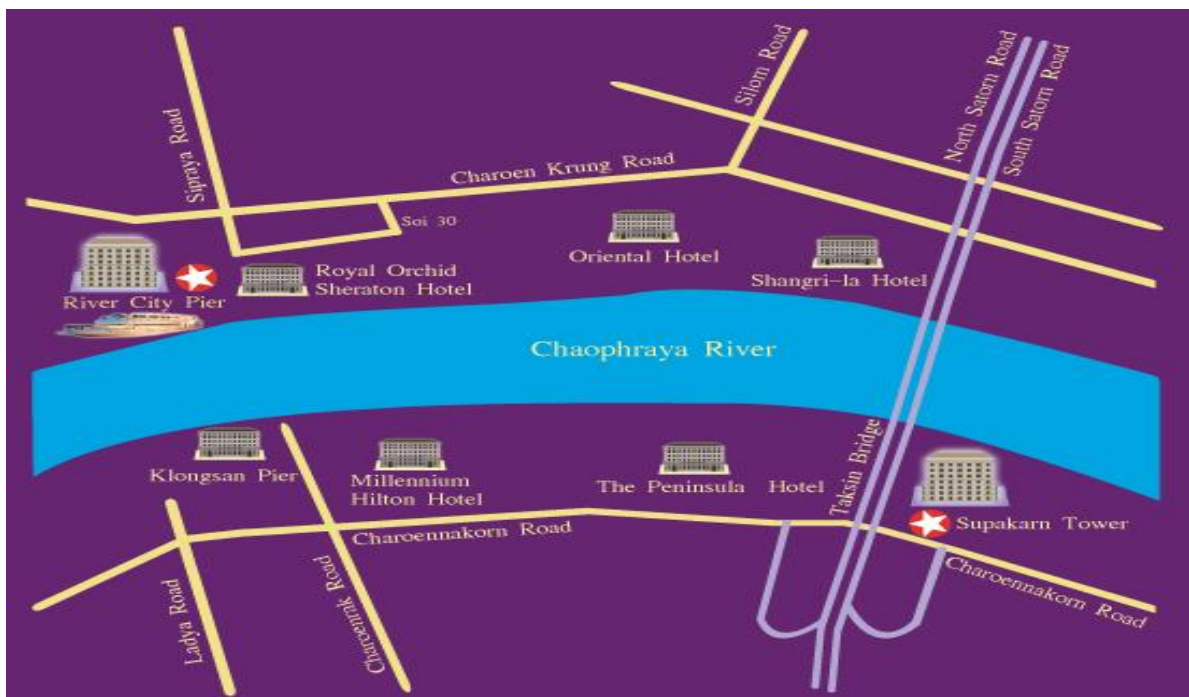 Sipraya Road
Silom Road
North Satorn Road
South Satorn Road
Charoen Krung Road
Soi 30
Oriental Hotel
Royal Orchid
Sheraton Hotel
Shangri-la Hotel
River City Pier
Chaophraya River
Klongsan Pier
Millennium
Hilton Hotel
The Peninsula Hotel
Taksin Bridge
Supakarn Tower
Charoennakorn Road
Charoennakorn Road
Ladya Road
Charoenrak Road